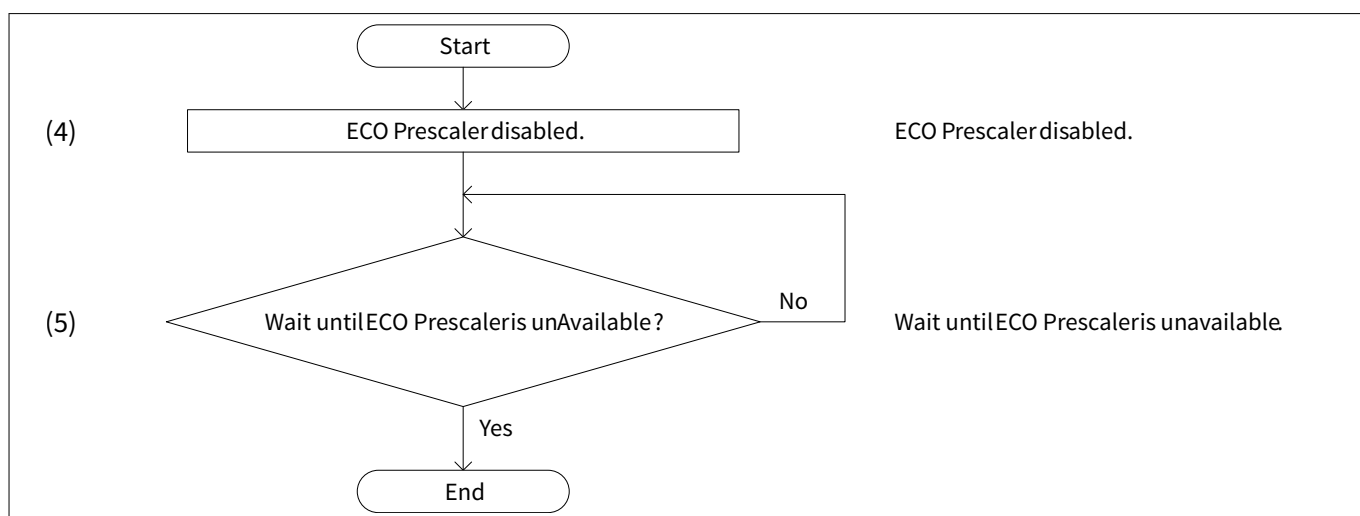 Start
(4)
ECO Prescaler disabled.
ECO Prescaler disabled.
No
(5)
Wait until ECO Prescaler is unAvailable?
Wait until ECO Prescaler is unavailable.
Yes
End